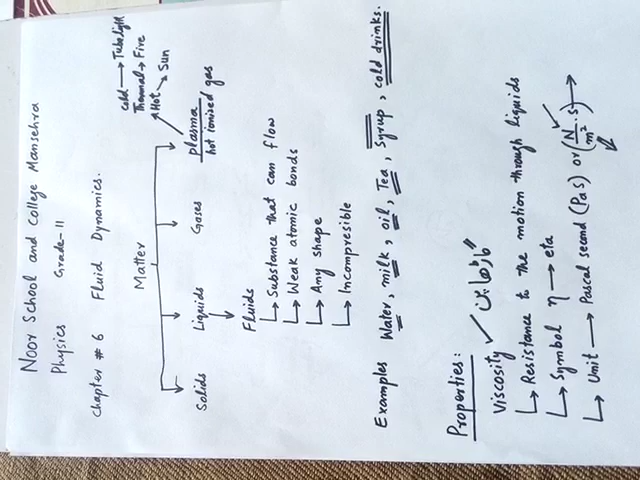 Noor School and College Mansehra
Physics Grade-11
Chapter # 6 Fluid Dynamics.
Matter
cold → Tubelight
Thermal → Fire
Hot → Sun
Solids Liquids Gases plasma
hot ionized gas
Fluids
↳ Substance that can flow
↳ Weak atomic bonds
↳ Any shape
↳ Incompresible
Examples Water, milk, oil, Tea, Syrup, cold drinks.
Properties:
Viscosity ✓ "گاڑھا پن"
↳ Resistance to the motion through liquids
↳ Symbol η → eta
↳ Unit → Pascal second (Pas) or (N/m² . s)